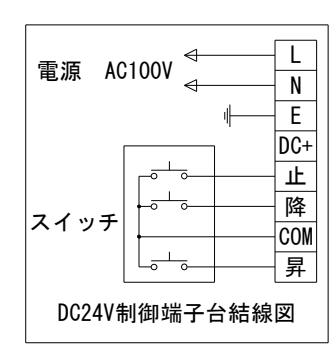 電源 AC100V
L
N
E
DC+
止
降
COM
昇
スイッチ
DC24V制御端子台結線図